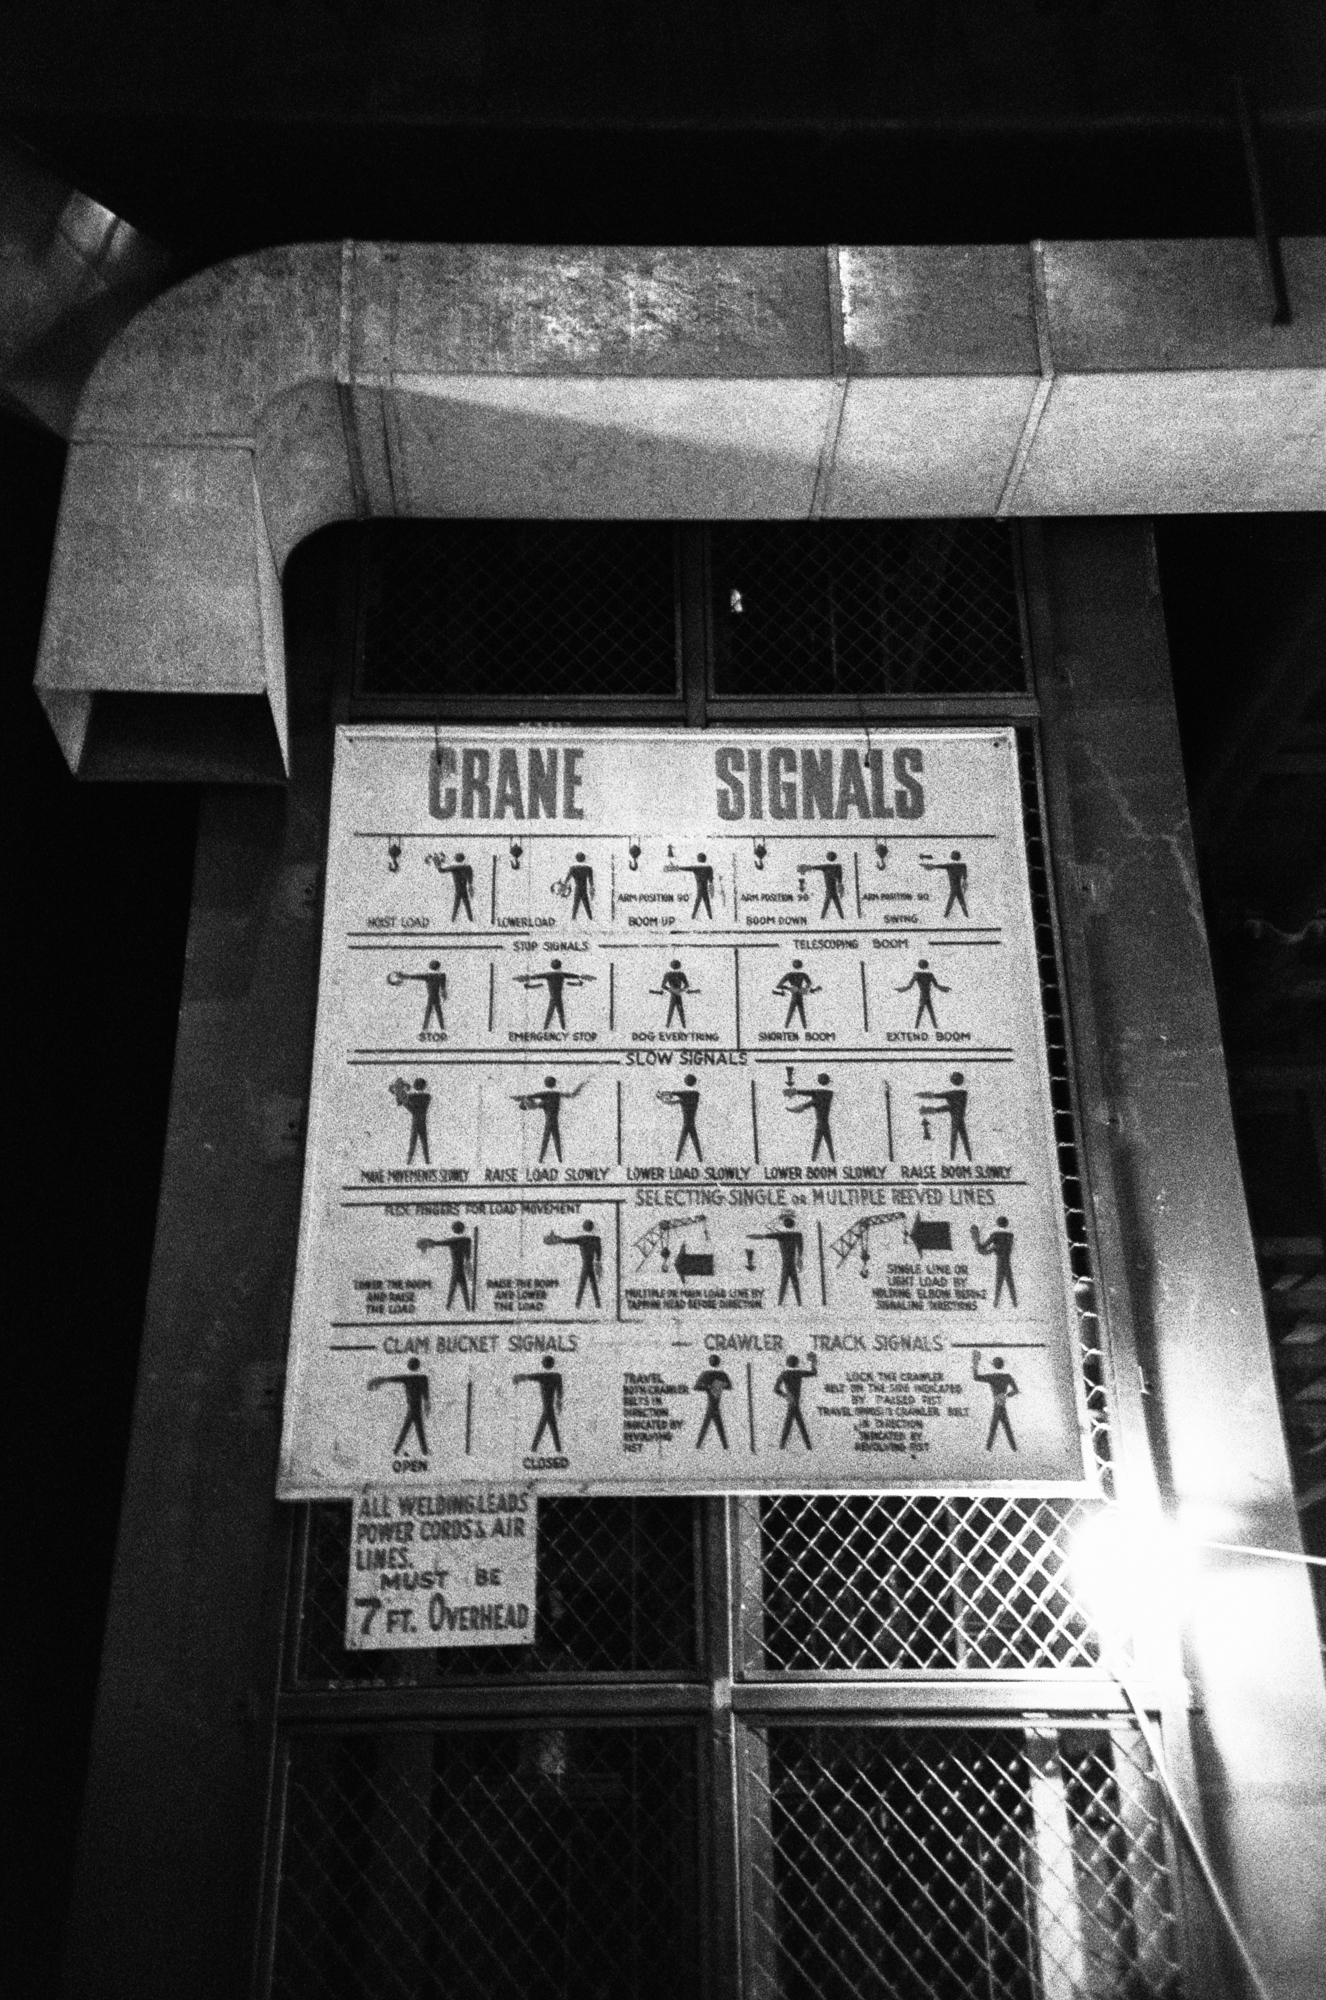 CRANE SIGNALS
HOIST LOAD
LOWER LOAD
ARM POSITION 90
BOOM UP
ARM POSITION 90
BOOM DOWN
ARM POSITION 90
SWING
STOP SIGNALS
TELESCOPING BOOM
STOP
EMERGENCY STOP
DOG EVERYTHING
SHORTEN BOOM
EXTEND BOOM
SLOW SIGNALS
MAKE MOVEMENTS SLOWLY
RAISE LOAD SLOWLY
LOWER LOAD SLOWLY
LOWER BOOM SLOWLY
RAISE BOOM SLOWLY
FLEX FINGERS FOR LOAD MOVEMENT
LOWER THE BOOM
AND RAISE
THE LOAD
RAISE THE BOOM
AND LOWER
THE LOAD
SELECTING SINGLE OR MULTIPLE REEVED LINES
MULTIPLE OR MAIN LOAD LINE BY
TAPPING HEAD BEFORE DIRECTION
SINGLE LINE OR
LIGHT LOAD BY
HOLDING ELBOW BEFORE
SIGNALING DIRECTIONS
CLAM BUCKET SIGNALS
OPEN
CLOSED
CRAWLER TRACK SIGNALS
TRAVEL
BOTH CRAWLER
BELTS IN
DIRECTION
INDICATED BY
REVOLVING
FIST
LOCK THE CRAWLER
BELT ON THE SIDE INDICATED
BY RAISED FIST
TRAVEL OPPOSITE CRAWLER BELT
IN DIRECTION
INDICATED BY
REVOLVING FIST
ALL WELDING LEADS
POWER CORDS & AIR
LINES.
MUST BE
7 FT. OVERHEAD